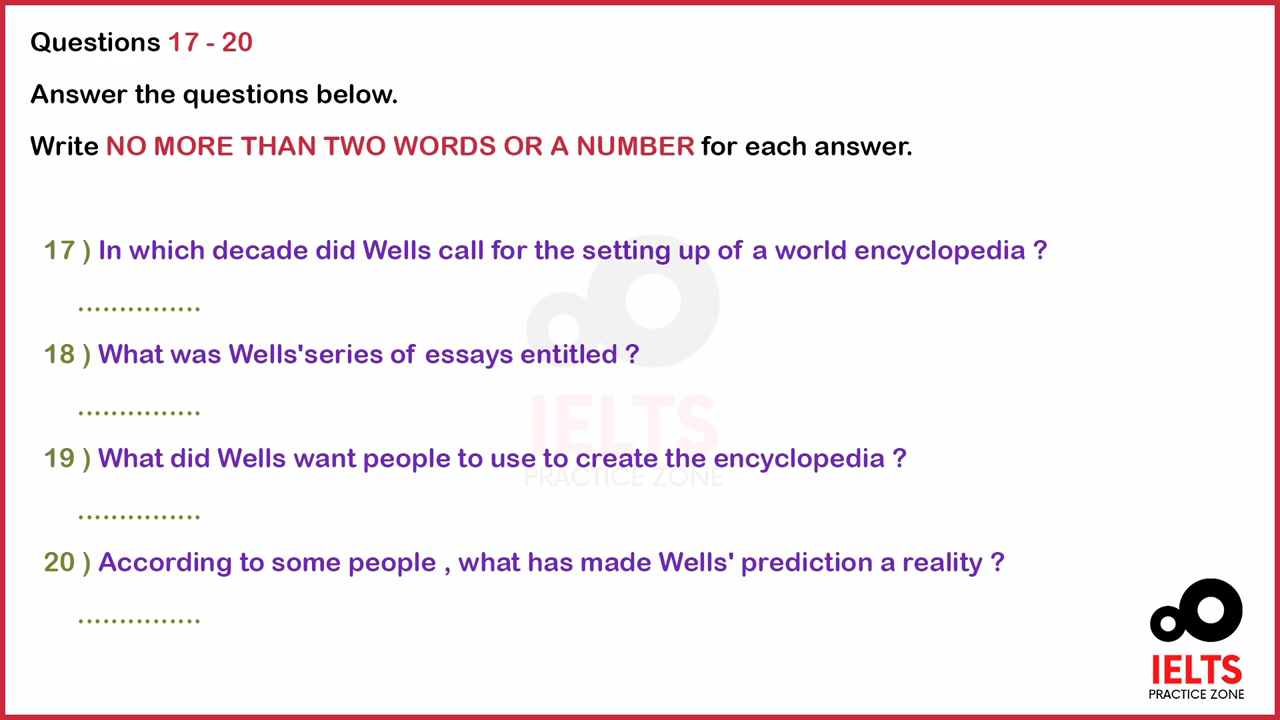 Questions 17 - 20
Answer the questions below.
Write NO MORE THAN TWO WORDS OR A NUMBER for each answer.
17 ) In which decade did Wells call for the setting up of a world encyclopedia ?
...............
18 ) What was Wells'series of essays entitled ?
...............
19 ) What did Wells want people to use to create the encyclopedia ?
...............
20 ) According to some people , what has made Wells' prediction a reality ?
...............
IELTS
PRACTICE ZONE
IELTS
PRACTICE ZONE